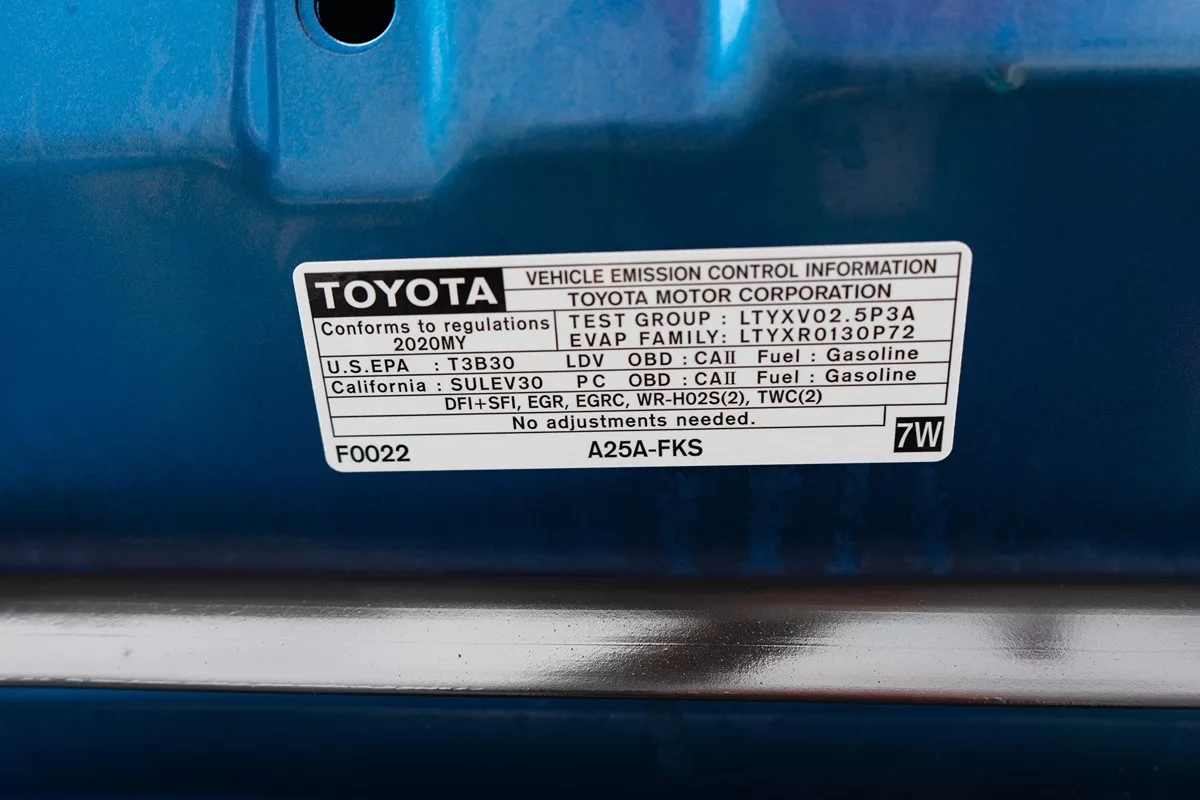 TOYOTA
VEHICLE EMISSION CONTROL INFORMATION
TOYOTA MOTOR CORPORATION
Conforms to regulations
2020MY
TEST GROUP : LTYXV02.5P3A
EVAP FAMILY: LTYXR0130P72
U.S.EPA : T3B30 LDV OBD : CAII Fuel : Gasoline
California : SULEV30 PC OBD : CAII Fuel : Gasoline
DFI+SFI, EGR, EGRC, WR-HO2S(2), TWC(2)
No adjustments needed.
F0022 A25A-FKS 7W